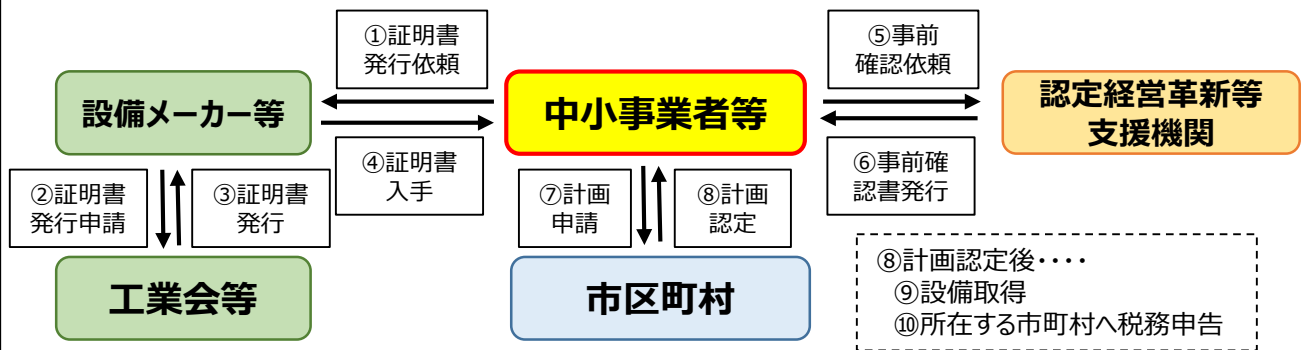 ①証明書
発行依頼
⑤事前
確認依頼
設備メーカー等
中小事業者等
認定経営革新等
支援機関
④証明書
入手
⑥事前確
認書発行
②証明書
発行申請
③証明書
発行
⑦計画
申請
⑧計画
認定
工業会等
市区町村
⑧計画認定後････
⑨設備取得
⑩所在する市町村へ税務申告